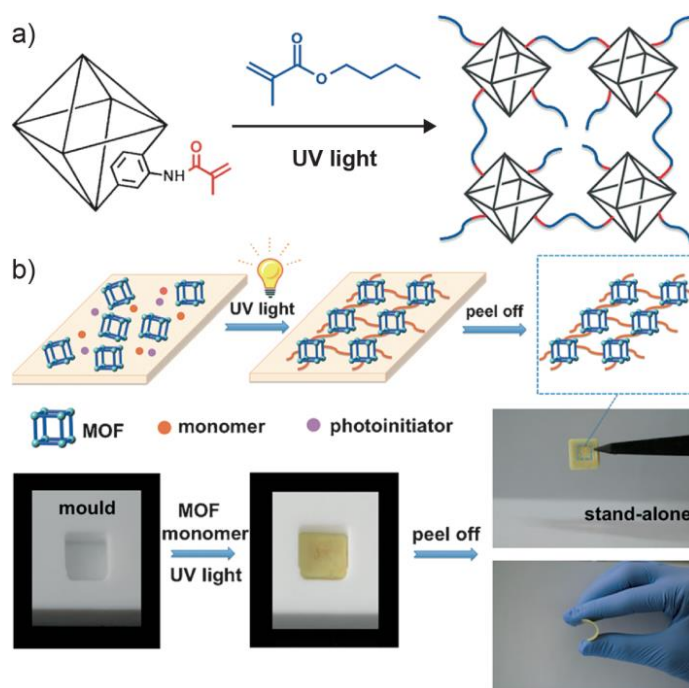 a)
O
O
NH
O
UV light
b)
UV light
peel off
MOF
monomer
photoinitiator
mould
MOF
monomer
UV light
peel off
stand-alone